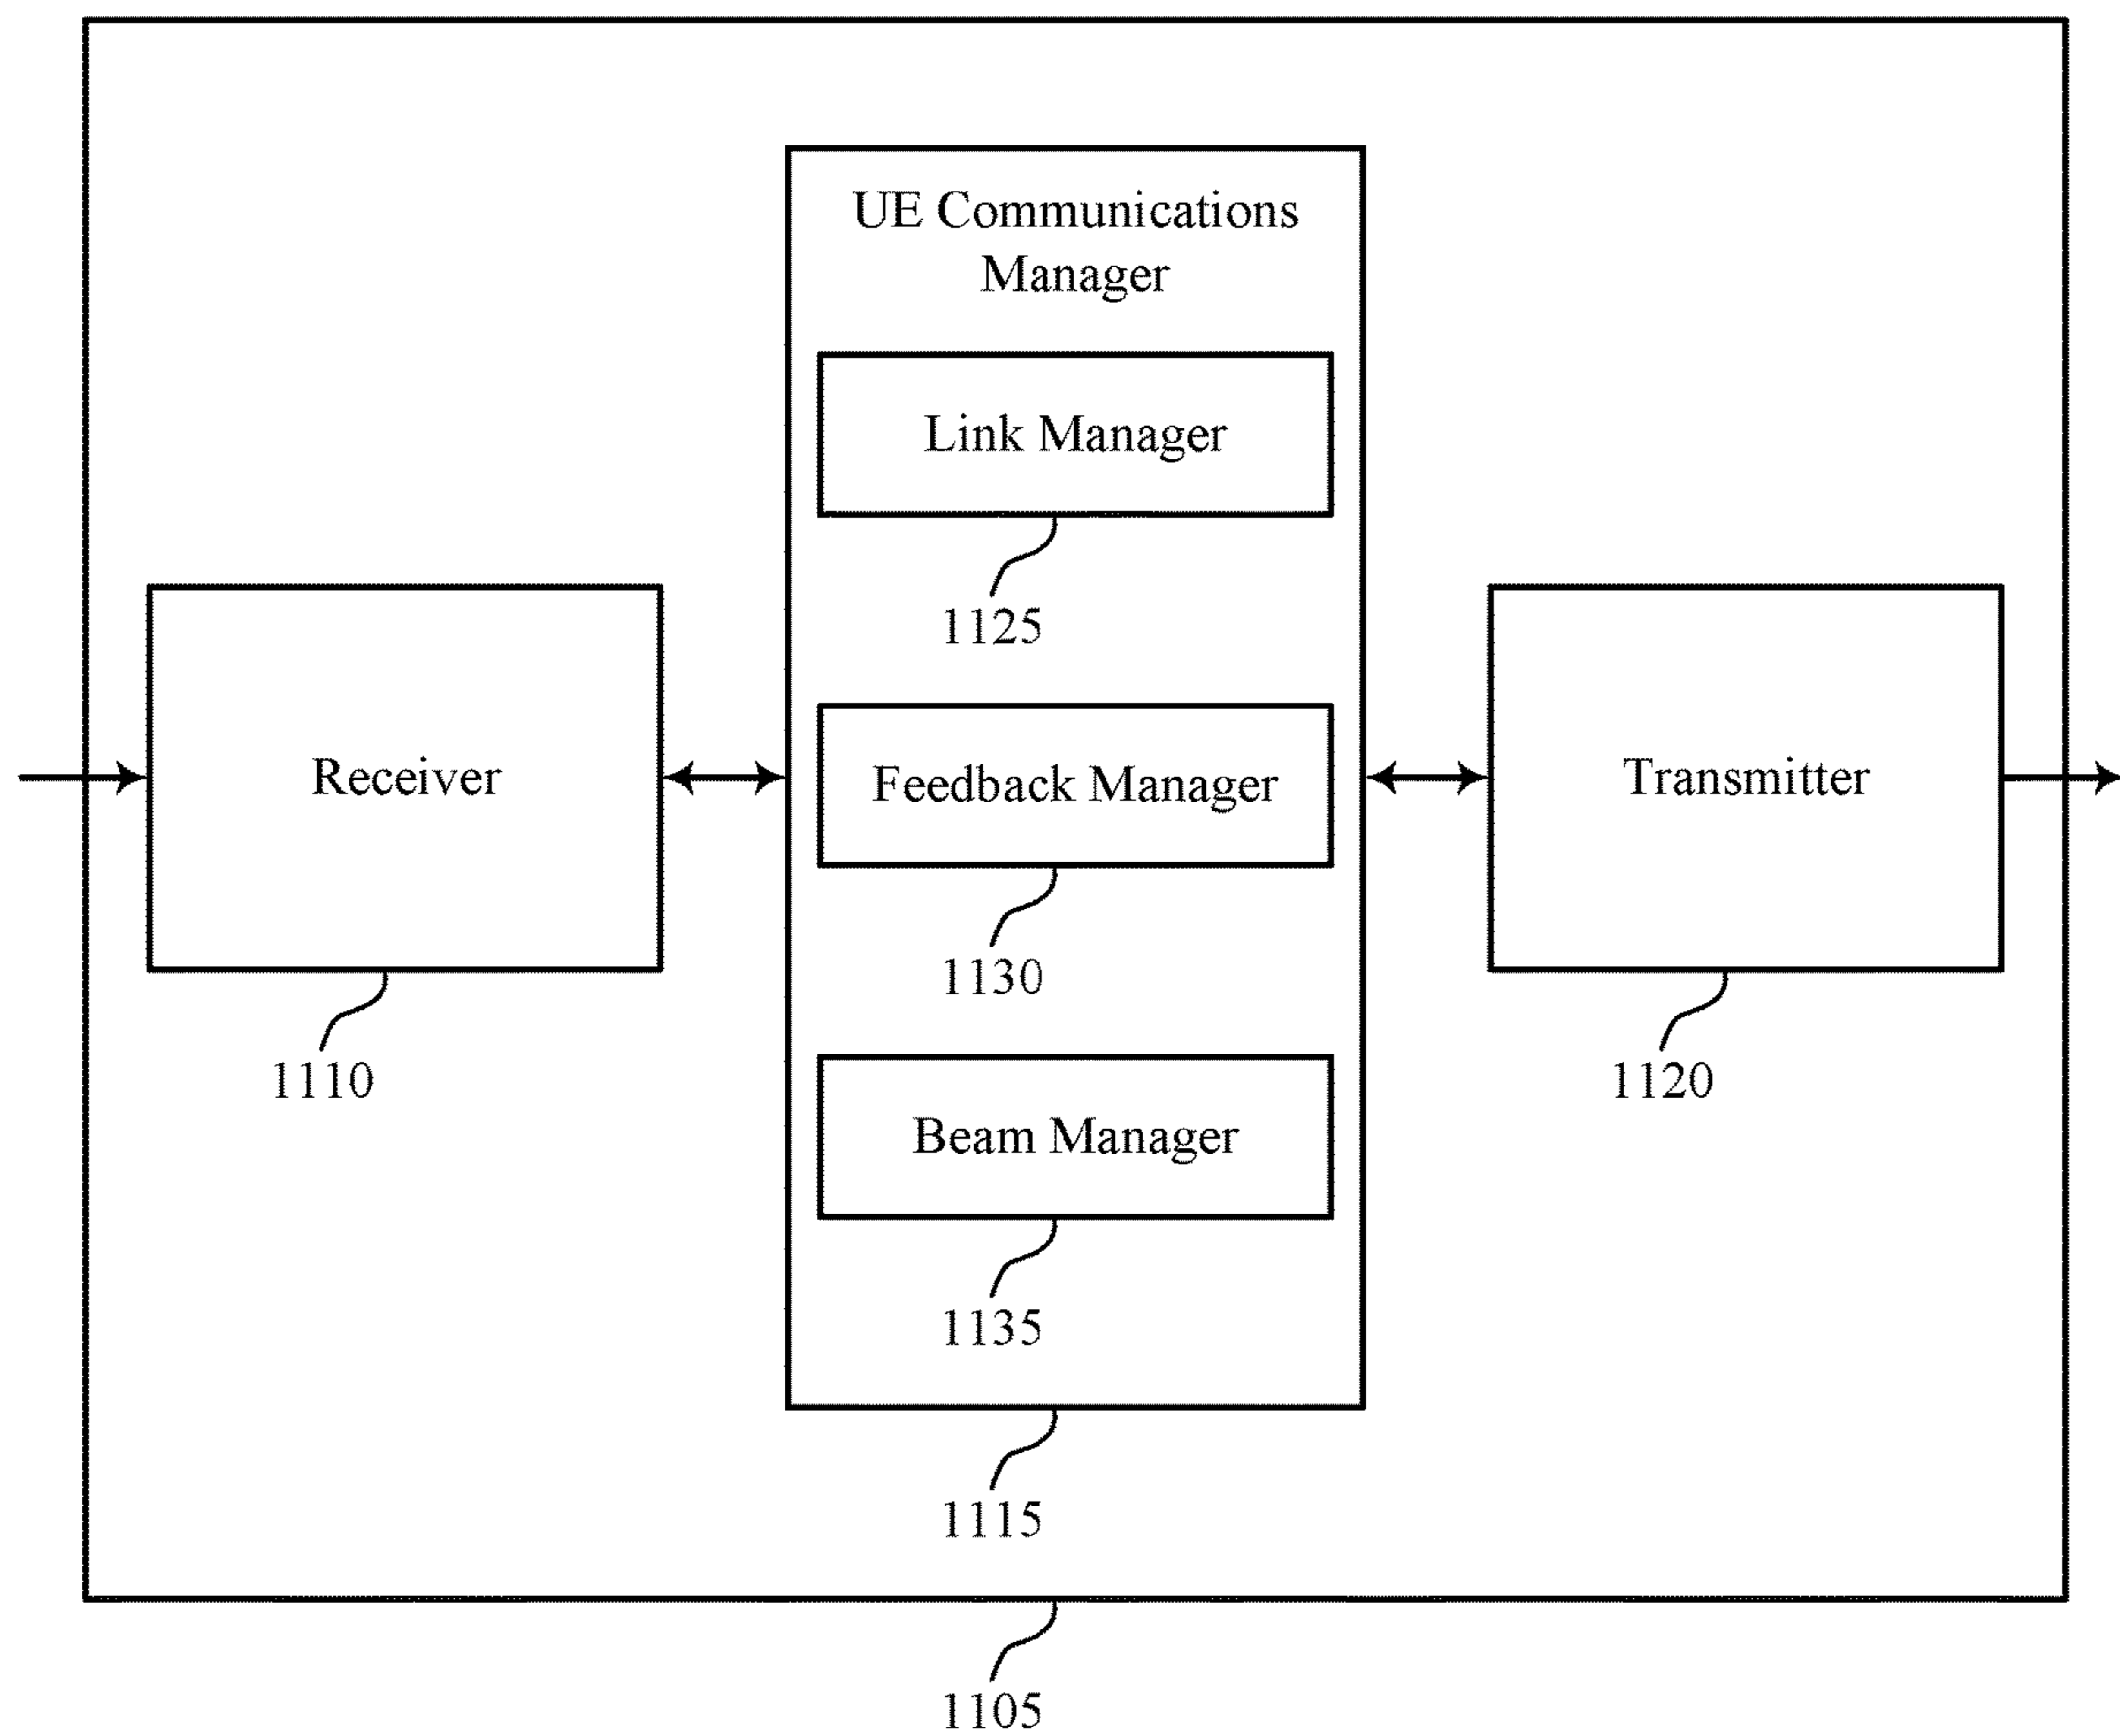 UE Communications
Manager
Link Manager
1125
Receiver
Feedback Manager
Transmitter
1130
1110
1120
Beam Manager
1135
1115
1105